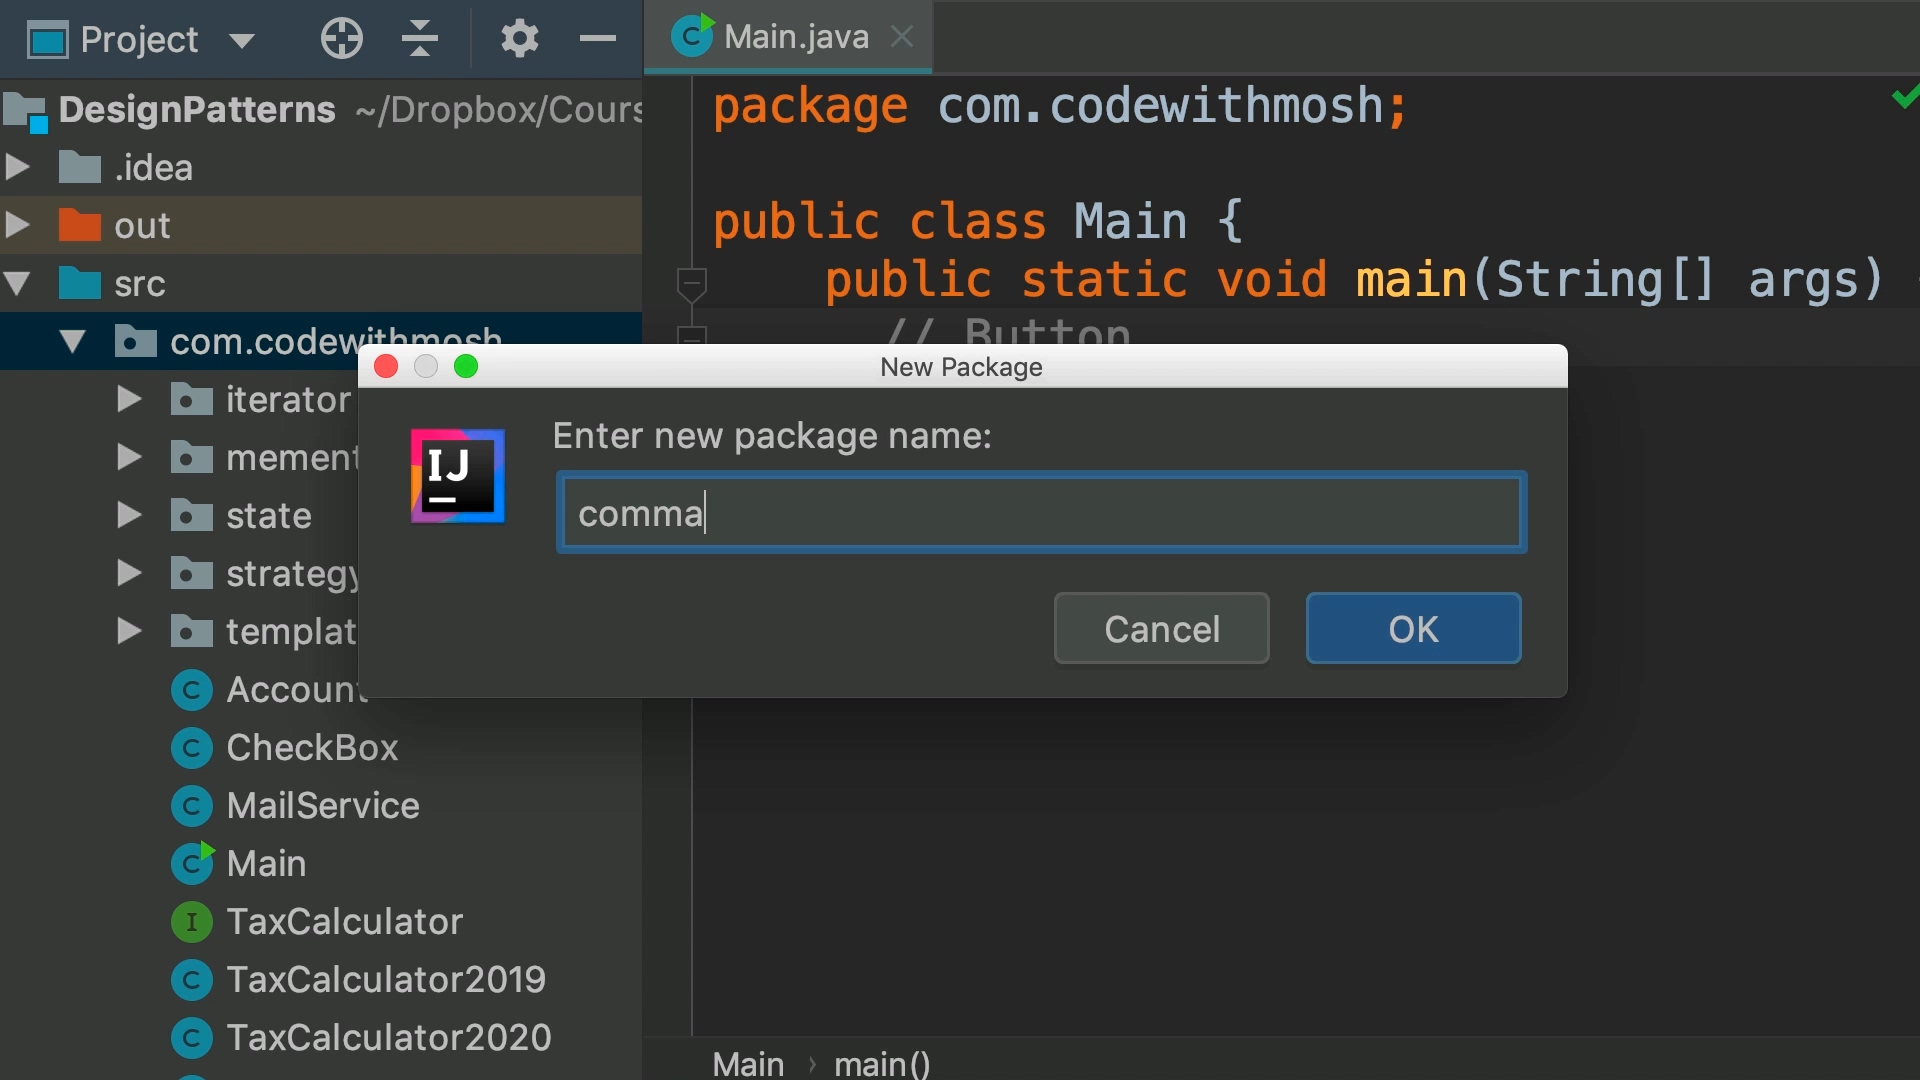 Project
Main.java
DesignPatterns ~/Dropbox/Cours
package com.codewithmosh;
.idea
out
public class Main {
src
public static void main(String[] args)
com.codewithmosh
// Button
New Package
iterator
Enter new package name:
IJ
mement
comma
state
strategy
Cancel
OK
templat
Account
CheckBox
MailService
Main
TaxCalculator
TaxCalculator2019
TaxCalculator2020
Main › main()